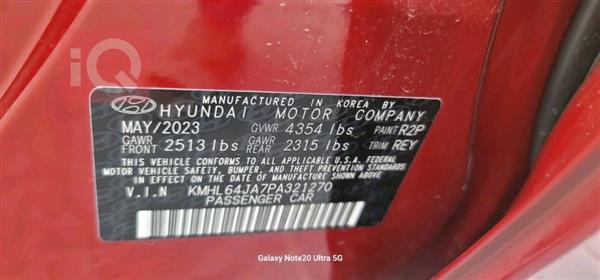 iQ
MANUFACTURED IN KOREA BY
HYUNDAI MOTOR COMPANY
MAY/2023 GVWR 4354 lbs PAINT R2P
GAWR FRONT 2513 lbs GAWR REAR 2315 lbs TRIM REY
THIS VEHICLE CONFORMS TO ALL APPLICABLE U.S.A. FEDERAL
MOTOR VEHICLE SAFETY, BUMPER, AND THEFT PREVENTION
STANDARDS IN EFFECT ON THE DATE OF MANUFACTURE SHOWN ABOVE.
V.I.N KMHL64JA7PA321270
PASSENGER CAR
Galaxy Note20 Ultra 5G